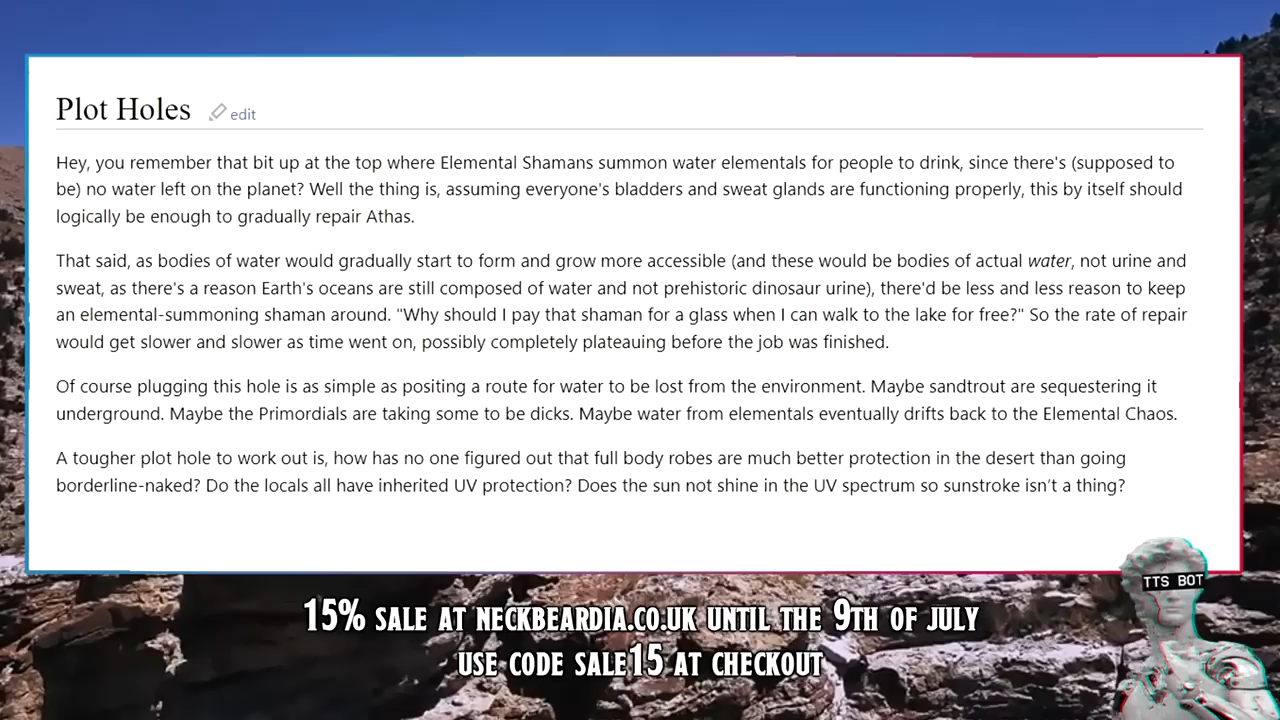 Plot Holes edit
Hey, you remember that bit up at the top where Elemental Shamans summon water elementals for people to drink, since there's (supposed to
be) no water left on the planet? Well the thing is, assuming everyone's bladders and sweat glands are functioning properly, this by itself should
logically be enough to gradually repair Athas.
That said, as bodies of water would gradually start to form and grow more accessible (and these would be bodies of actual water, not urine and
sweat, as there's a reason Earth's oceans are still composed of water and not prehistoric dinosaur urine), there'd be less and less reason to keep
an elemental-summoning shaman around. "Why should I pay that shaman for a glass when I can walk to the lake for free?" So the rate of repair
would get slower and slower as time went on, possibly completely plateauing before the job was finished.
Of course plugging this hole is as simple as positing a route for water to be lost from the environment. Maybe sandtrout are sequestering it
underground. Maybe the Primordials are taking some to be dicks. Maybe water from elementals eventually drifts back to the Elemental Chaos.
A tougher plot hole to work out is, how has no one figured out that full body robes are much better protection in the desert than going
borderline-naked? Do the locals all have inherited UV protection? Does the sun not shine in the UV spectrum so sunstroke isn't a thing?
TTS BOT
15% SALE AT NECKBEARDIA.CO.UK UNTIL THE 9TH OF JULY
USE CODE SALE15 AT CHECKOUT